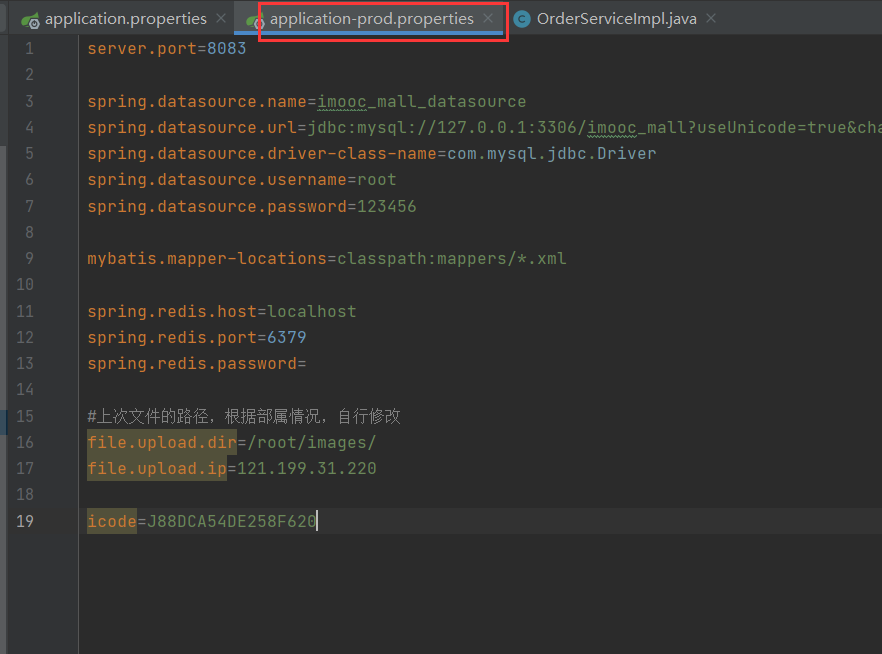 application.properties
application-prod.properties
OrderServiceImpl.java
1 server.port=8083
2
3 spring.datasource.name=imooc_mall_datasource
4 spring.datasource.url=jdbc:mysql://127.0.0.1:3306/imooc_mall?useUnicode=true&cha
5 spring.datasource.driver-class-name=com.mysql.jdbc.Driver
6 spring.datasource.username=root
7 spring.datasource.password=123456
8
9 mybatis.mapper-locations=classpath:mappers/*.xml
10
11 spring.redis.host=localhost
12 spring.redis.port=6379
13 spring.redis.password=
14
15 #上次文件的路径，根据部属情况，自行修改
16 file.upload.dir=/root/images/
17 file.upload.ip=121.199.31.220
18
19 icode=J88DCA54DE258F620